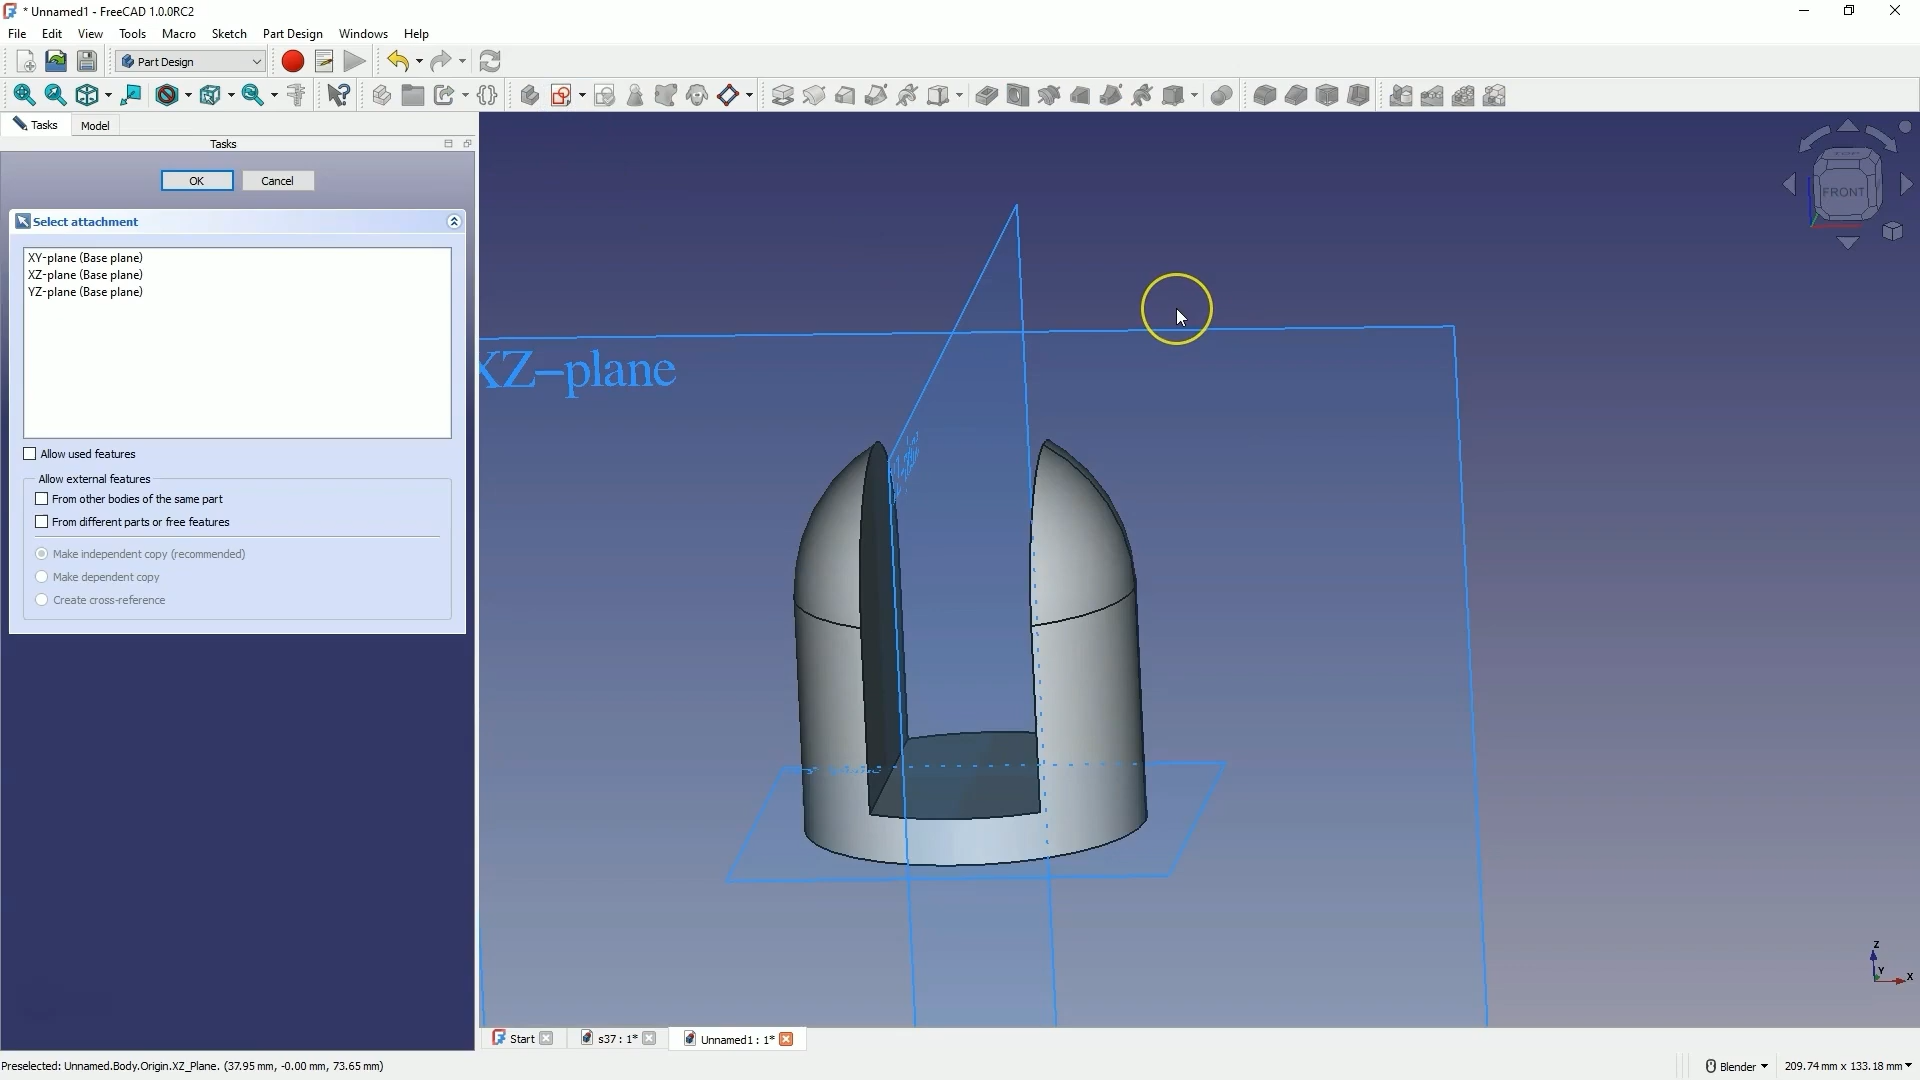 * Unnamed1 - FreeCAD 1.0.0RC2
File Edit View Tools Macro Sketch Part Design Windows Help
Part Design
Tasks Model
Tasks
OK Cancel
Select attachment
XY-plane (Base plane)
XZ-plane (Base plane)
YZ-plane (Base plane)
Allow used features
Allow external features
From other bodies of the same part
From different parts or free features
Make independent copy (recommended)
Make dependent copy
Create cross-reference
XZ-plane
FRONT
Z
Y X
Start s37 : 1* Unnamed1 : 1*
Preselected: Unnamed.Body.Origin.XZ_Plane. (37.95 mm, -0.00 mm, 73.65 mm) Blender 209.74 mm x 133.18 mm